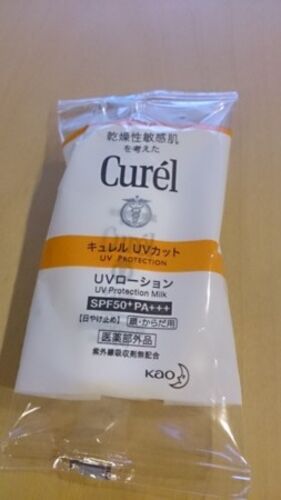 乾燥性敏感肌
を考えた
Curél
キュレル UVカット
UV PROTECTION
UVローション
UV Protection Milk
SPF50+PA+++
【日やけ止め】 顔・からだ用
医薬部外品
紫外線吸収剤無配合
Kao